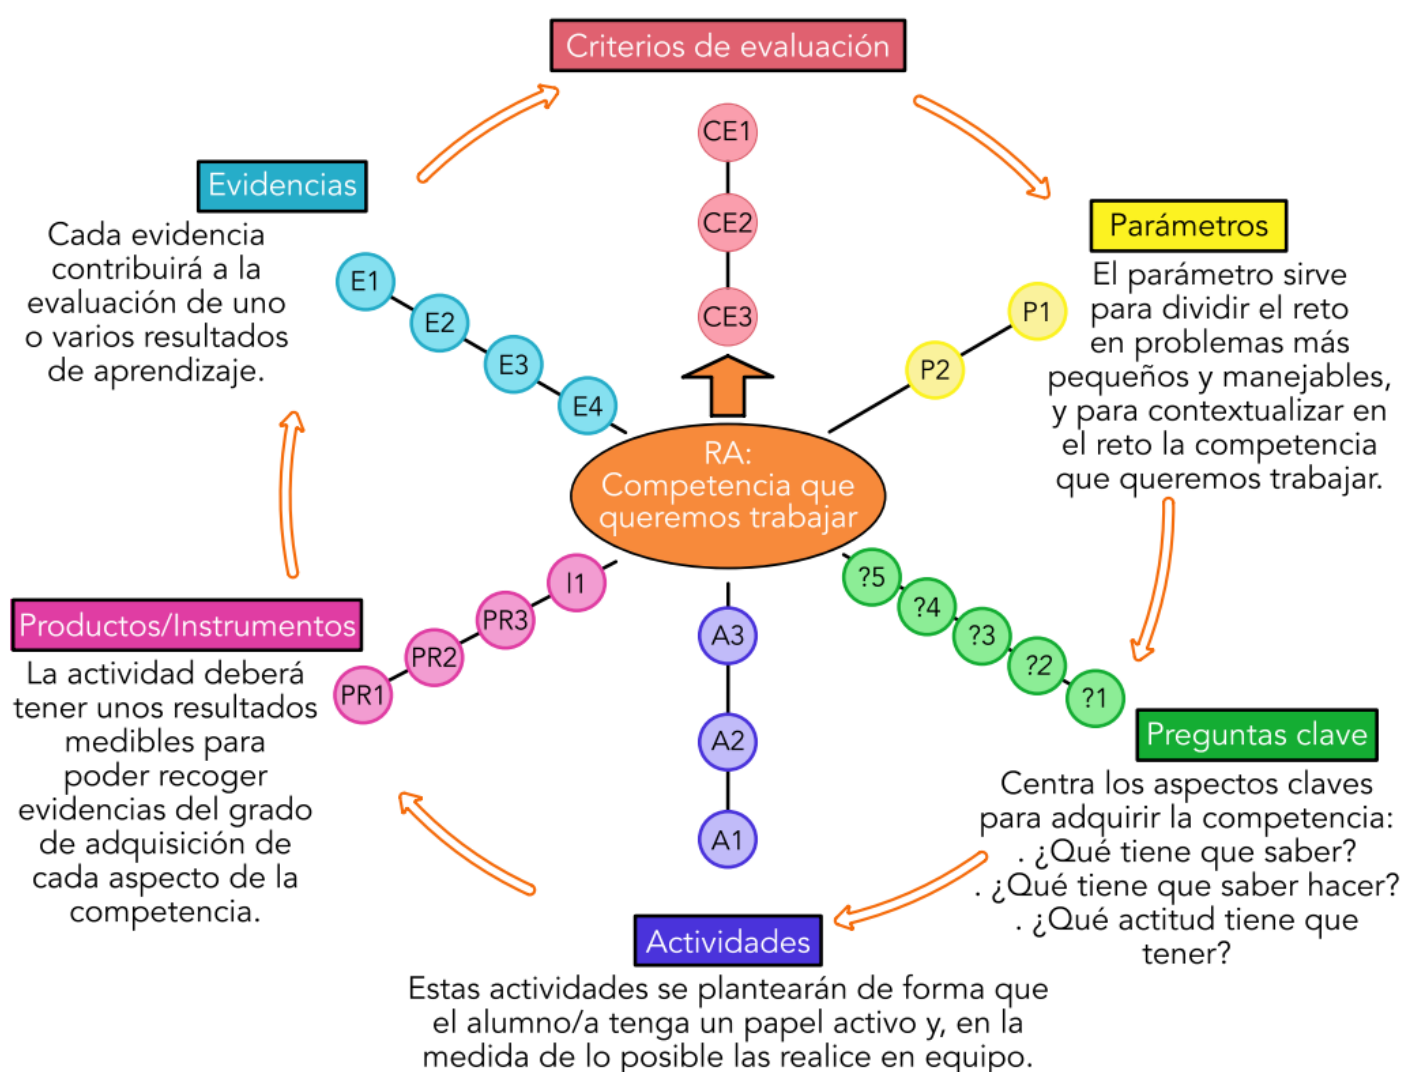 Criterios de evaluación
CE1
CE2
CE3
Evidencias
Cada evidencia
contribuirá a la
evaluación de uno
o varios resultados
de aprendizaje.
E1
E2
E3
E4
Parámetros
El parámetro sirve
para dividir el reto
en problemas más
pequeños y manejables,
y para contextualizar en
el reto la competencia
que queremos trabajar.
P1
P2
RA:
Competencia que
queremos trabajar
?5
?4
?3
?2
?1
Preguntas clave
Centra los aspectos claves
para adquirir la competencia:
. ¿Qué tiene que saber?
. ¿Qué tiene que saber hacer?
. ¿Qué actitud tiene que
tener?
A3
A2
A1
Actividades
Estas actividades se plantearán de forma que
el alumno/a tenga un papel activo y, en la
medida de lo posible las realice en equipo.
I1
PR3
PR2
PR1
Productos/Instrumentos
La actividad deberá
tener unos resultados
medibles para
poder recoger
evidencias del grado
de adquisición de
cada aspecto de la
competencia.